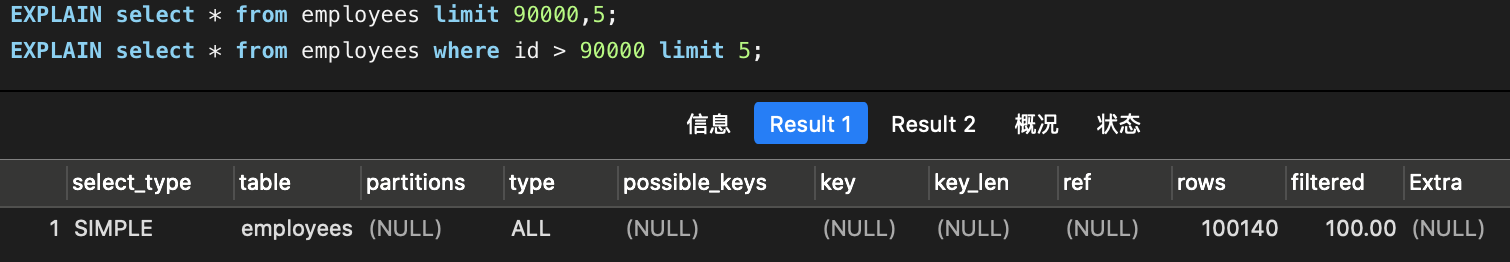 EXPLAIN select * from employees limit 90000,5;
EXPLAIN select * from employees where id > 90000 limit 5;
信息 Result 1 Result 2 概况 状态
select_type table partitions type possible_keys key key_len ref rows filtered Extra
1 SIMPLE employees (NULL) ALL (NULL) (NULL) (NULL) (NULL) 100140 100.00 (NULL)